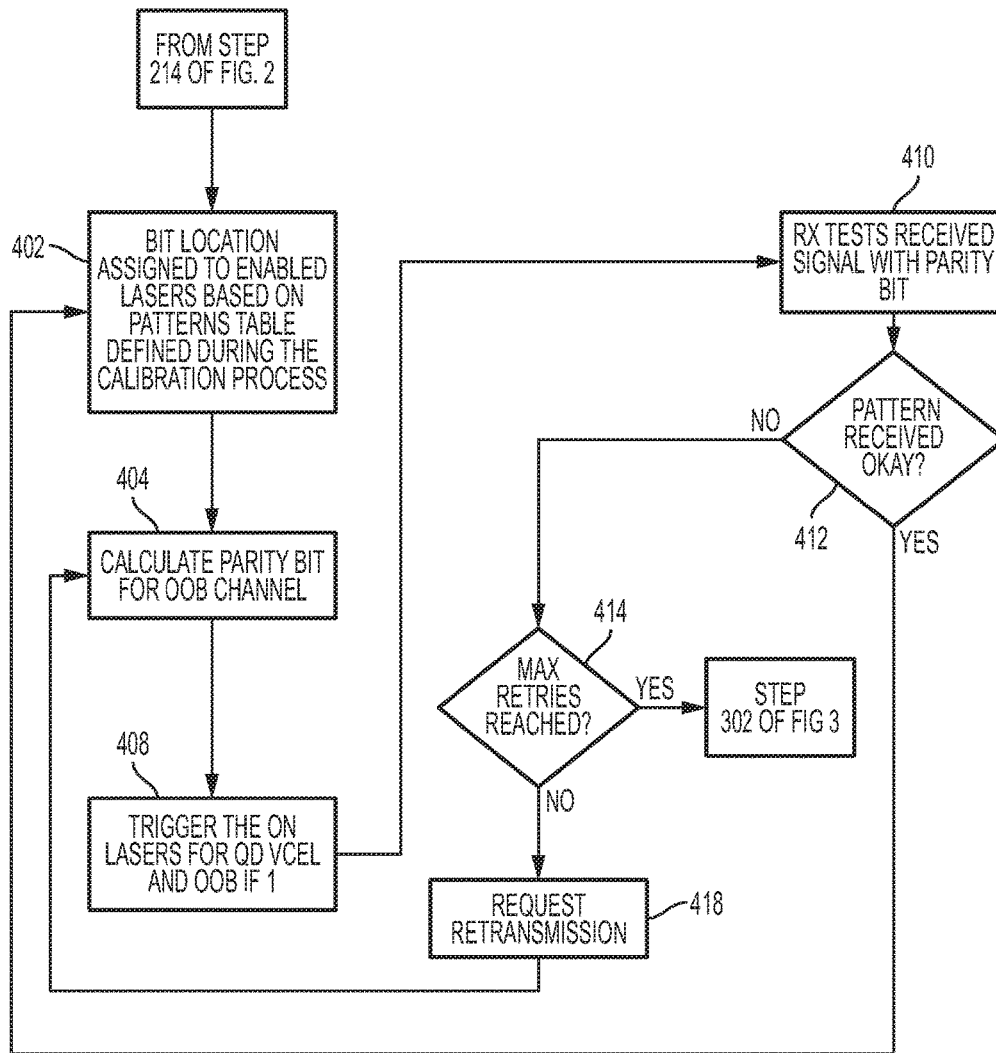 FROM STEP
214 OF FIG. 2
402
BIT LOCATION
ASSIGNED TO ENABLED
LASERS BASED ON
PATTERNS TABLE
DEFINED DURING THE
CALIBRATION PROCESS
404
CALCULATE PARITY BIT
FOR OOB CHANNEL
408
TRIGGER THE ON
LASERS FOR QD VCEL
AND OOB IF 1
410
RX TESTS RECEIVED
SIGNAL WITH PARITY
BIT
PATTERN
RECEIVED
OKAY?
NO
412
YES
414
MAX
RETRIES
REACHED?
YES
STEP
302 OF FIG 3
NO
REQUEST
RETRANSMISSION
418